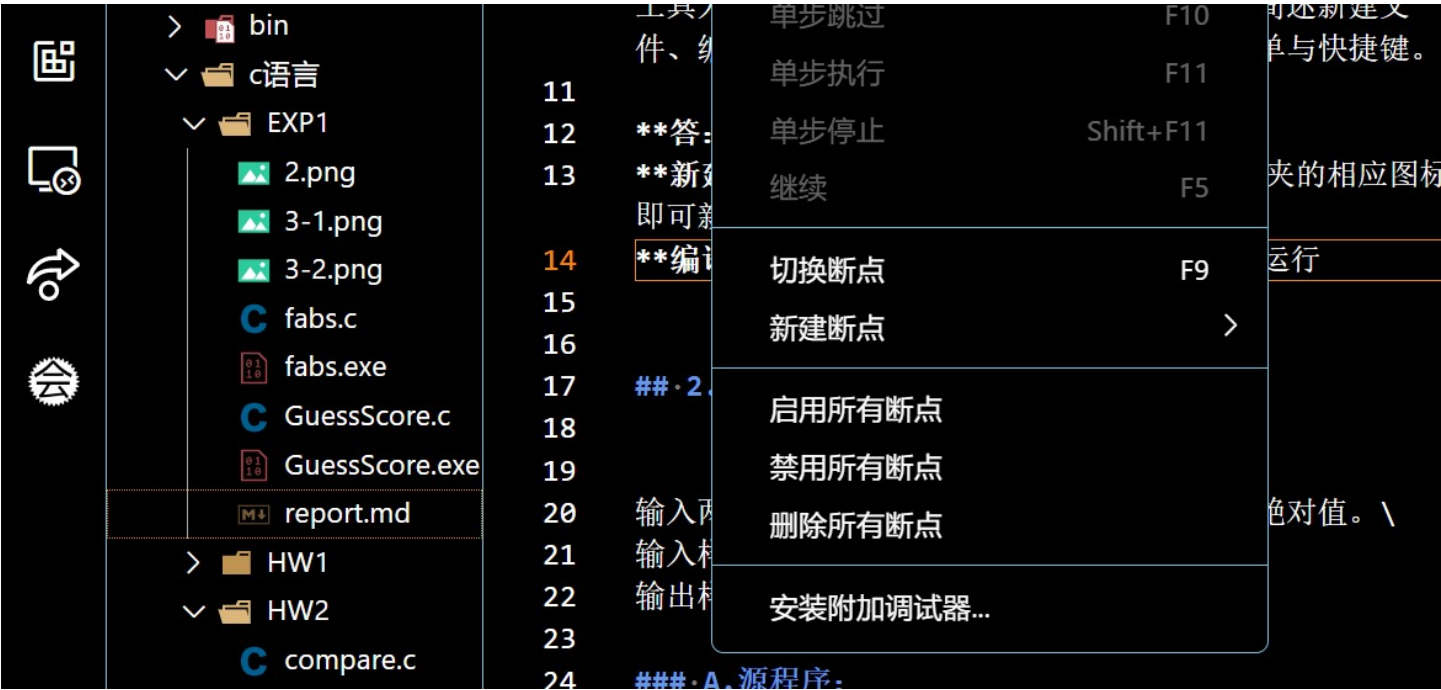 bin
c语言
EXP1
2.png
3-1.png
3-2.png
fabs.c
fabs.exe
GuessScore.c
GuessScore.exe
report.md
HW1
HW2
compare.c
会
件、
单与快捷键。
11
12 **答:
13 **新建
夹的相应图标
即可新
14 **编译
运行
15
16
17 ## 2.
18
19
20 输入两
绝对值。\
21 输入样
22 输出样
23
24 ### A.源程序:
单步跳过 F10
单步执行 F11
单步停止 Shift+F11
继续 F5
切换断点 F9
新建断点
启用所有断点
禁用所有断点
删除所有断点
安装附加调试器...